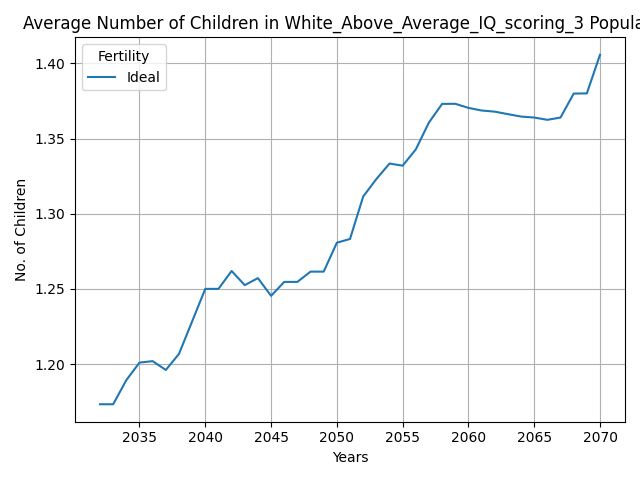 Average Number of Children in White_Above_Average_IQ_scoring_3 Popula
Fertility
Ideal
1.40
1.35
1.30
1.25
1.20
No. of Children
2035 2040 2045 2050 2055 2060 2065 2070
Years